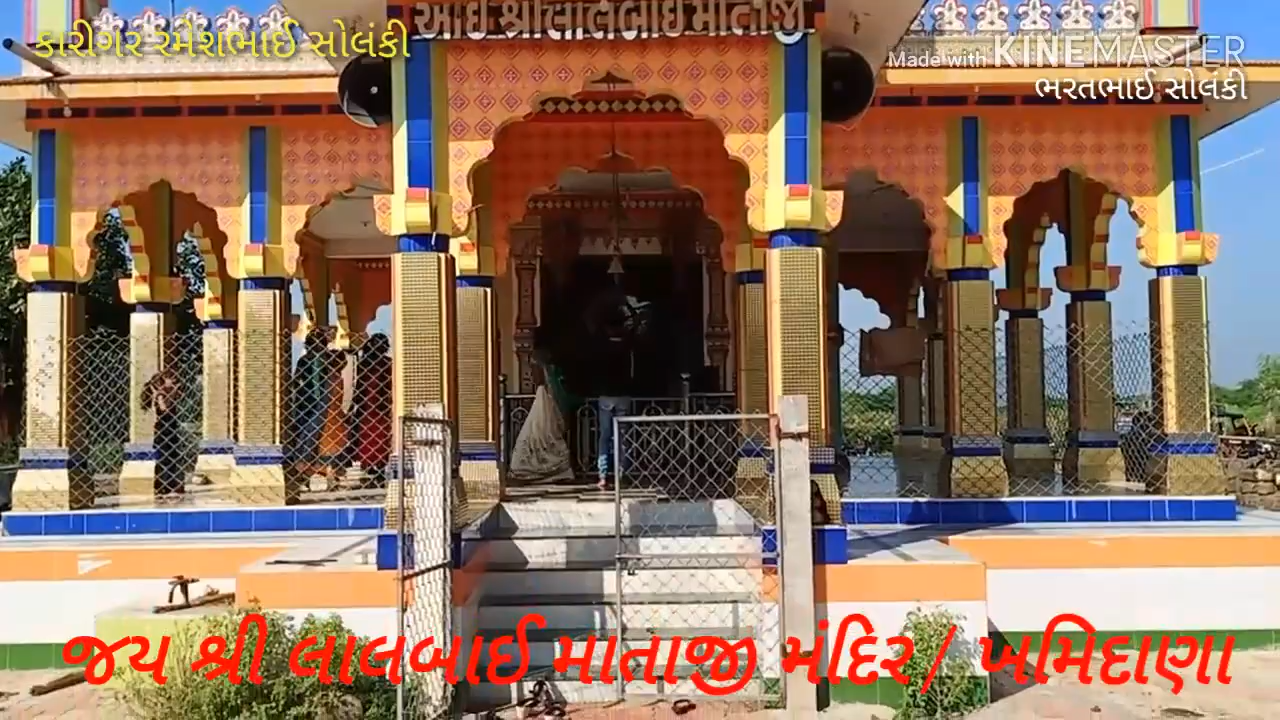 આઈ શ્રી લાલબાઈ માતાજી
કારીગર રમેશભાઈ સોલંકી
Made with KINEMASTER
ભરતભાઈ સોલંકી
જય શ્રી લાલબાઈ માતાજી મંદિર / ખમિદાણા